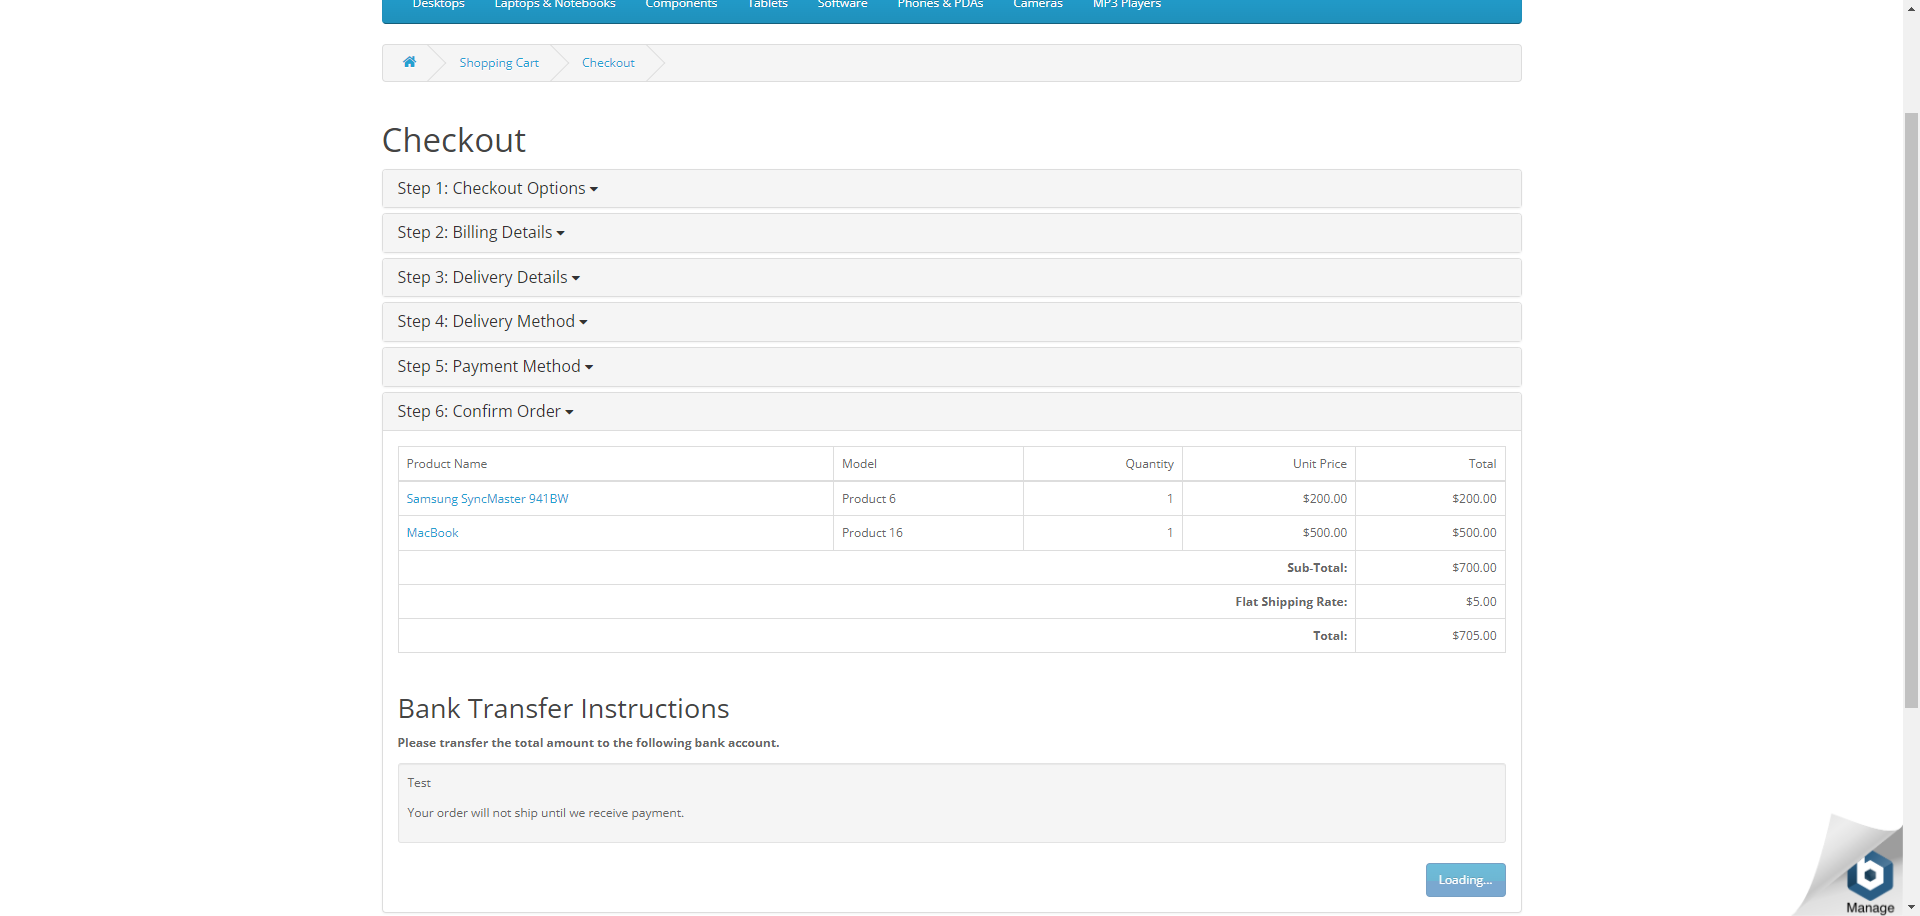 Desktops Laptops & Notebooks Components Tablets Software Phones & PDAs Cameras MP3 Players
Shopping Cart Checkout
Checkout
Step 1: Checkout Options
Step 2: Billing Details
Step 3: Delivery Details
Step 4: Delivery Method
Step 5: Payment Method
Step 6: Confirm Order
Product Name Model Quantity Unit Price Total
Samsung SyncMaster 941BW Product 6 1 $200.00 $200.00
MacBook Product 16 1 $500.00 $500.00
Sub-Total: $700.00
Flat Shipping Rate: $5.00
Total: $705.00
Bank Transfer Instructions
Please transfer the total amount to the following bank account.
Test
Your order will not ship until we receive payment.
Loading...
Manage